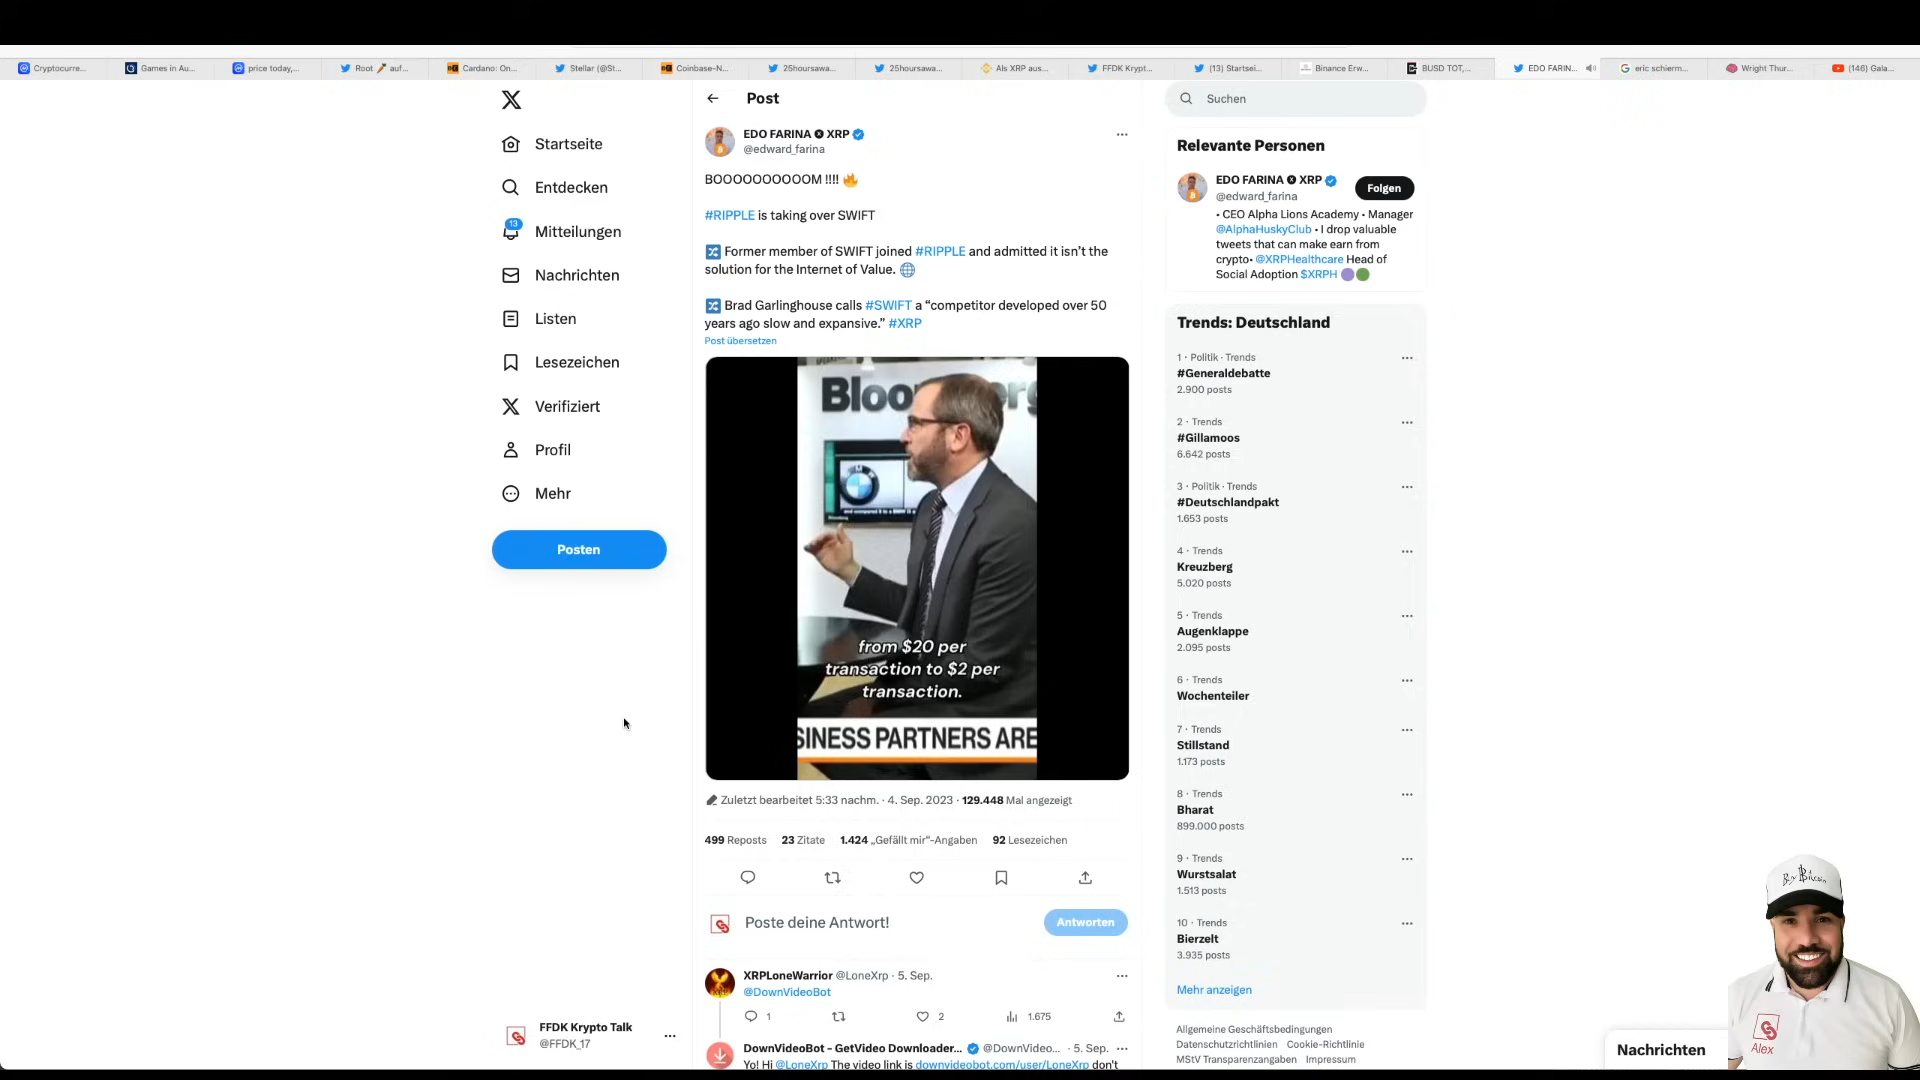 Cryptocurre...
Games in Au...
price today,...
Root 🥕 auf...
Cardano: On...
Stellar (@St...
Coinbase-N...
25hoursawa...
25hoursawa...
Als XRP aus...
FFDK Krypt...
(13) Startsei...
Binance Erw...
BUSD TOT,...
EDO FARIN...
eric schierm...
Wright Thur...
(146) Gala...
Startseite
Entdecken
13
Mitteilungen
Nachrichten
Listen
Lesezeichen
Verifiziert
Profil
Mehr
Posten
FFDK Krypto Talk
@FFDK_17
Post
EDO FARINA XRP
@edward_farina
BOOOOOOOOOOM !!!! 🔥
#RIPPLE is taking over SWIFT
🔀 Former member of SWIFT joined #RIPPLE and admitted it isn't the
solution for the Internet of Value. 🌐
🔀 Brad Garlinghouse calls #SWIFT a “competitor developed over 50
years ago slow and expansive.” #XRP
Post übersetzen
from $20 per
transaction to $2 per
transaction.
SINESS PARTNERS ARE
Zuletzt bearbeitet 5:33 nachm. · 4. Sep. 2023 · 129.448 Mal angezeigt
499 Reposts 23 Zitate 1.424 „Gefällt mir“-Angaben 92 Lesezeichen
Poste deine Antwort!
Antworten
XRPLoneWarrior @LoneXrp · 5. Sep.
@DownVideoBot
1 2 1.675
DownVideoBot - GetVideo Downloader... @DownVideo... · 5. Sep.
Yo! Hi @LoneXrp The video link is downvideobot.com/user/LoneXrp don't
Suchen
Relevante Personen
EDO FARINA XRP
Folgen
@edward_farina
• CEO Alpha Lions Academy • Manager
@AlphaHuskyClub • I drop valuable
tweets that can make earn from
crypto• @XRPHealthcare Head of
Social Adoption $XRPH 🟣🟢
Trends: Deutschland
1 · Politik · Trends
#Generaldebatte
2.900 posts
2 · Trends
#Gillamoos
6.642 posts
3 · Politik · Trends
#Deutschlandpakt
1.653 posts
4 · Trends
Kreuzberg
5.020 posts
5 · Trends
Augenklappe
2.095 posts
6 · Trends
Wochenteiler
7 · Trends
Stillstand
1.173 posts
8 · Trends
Bharat
899.000 posts
9 · Trends
Wurstsalat
1.513 posts
10 · Trends
Bierzelt
3.935 posts
Mehr anzeigen
Allgemeine Geschäftsbedingungen
Datenschutzrichtlinien Cookie-Richtlinie
MStV Transparenzangaben Impressum
Nachrichten
Alex